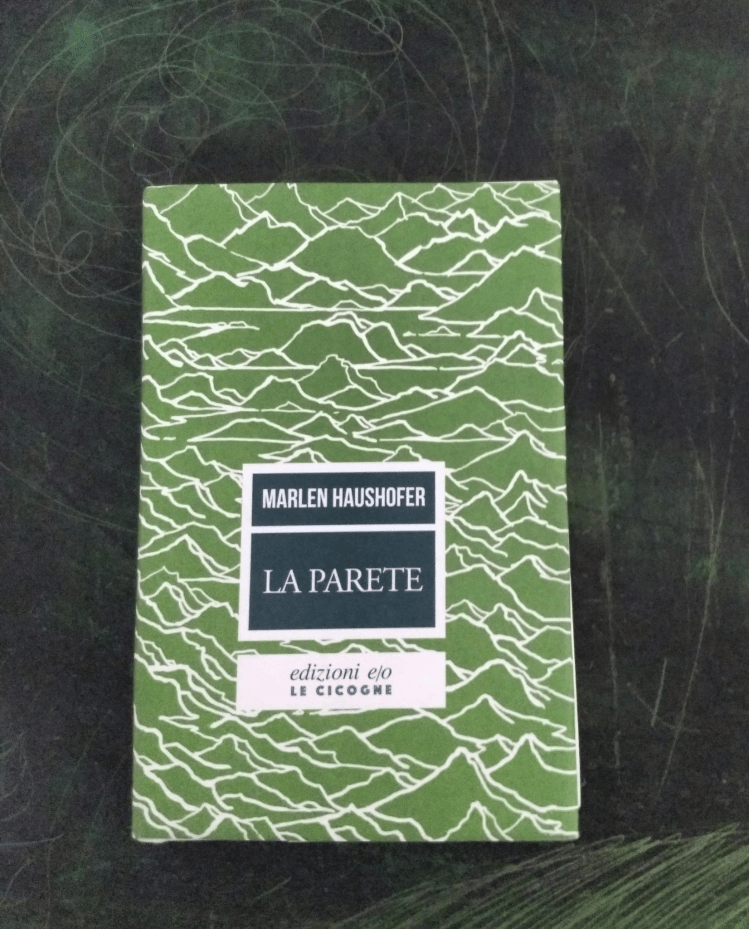 MARLEN HAUSHOFER
LA PARETE
edizioni e/o
LE CICOGNE